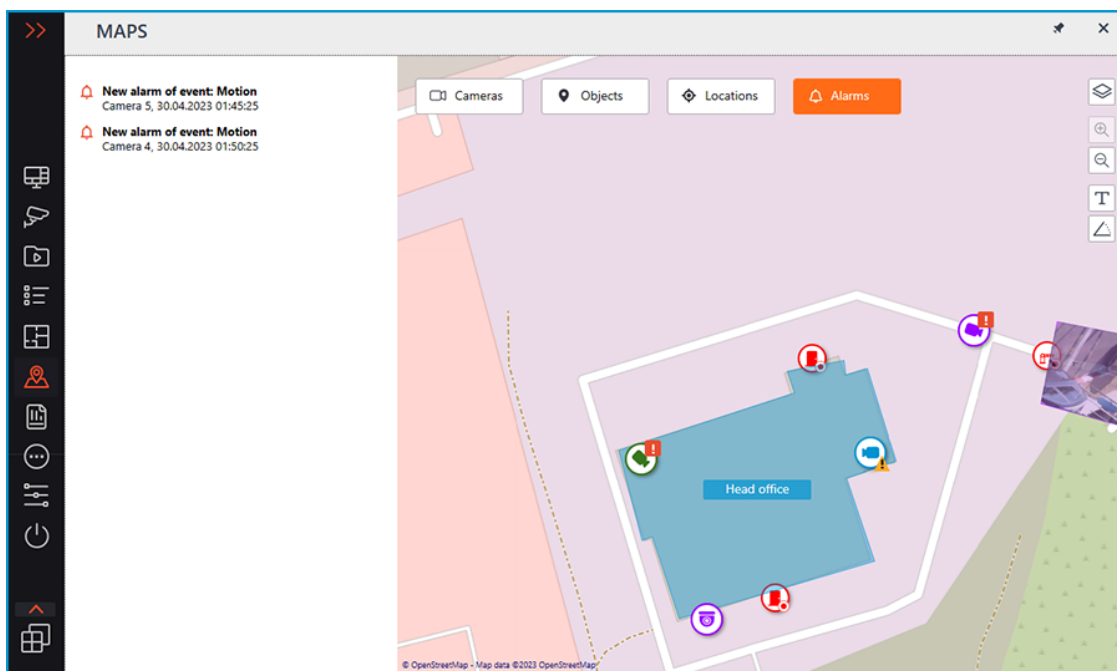 MAPS
New alarm of event: Motion
Camera 5, 30.04.2023 01:45:25
New alarm of event: Motion
Camera 4, 30.04.2023 01:50:25
Cameras
Objects
Locations
Alarms
T
Head office
© OpenStreetMap - Map data ©2023 OpenStreetMap